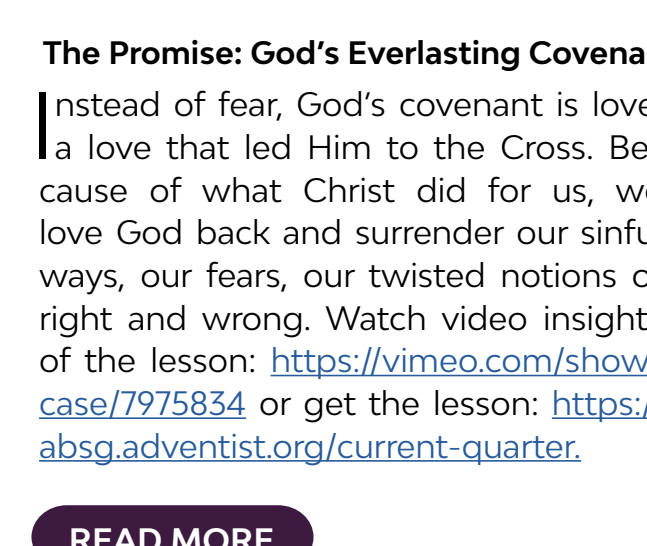 The Promise: God's Everlasting Covena
Instead of fear, God's covenant is love
a love that led Him to the Cross. Be
cause of what Christ did for us, we
love God back and surrender our sinfu
ways, our fears, our twisted notions o
right and wrong. Watch video insight
of the lesson: https://vimeo.com/show
case/7975834 or get the lesson: https:/
absg.adventist.org/current-quarter.
READ MORE